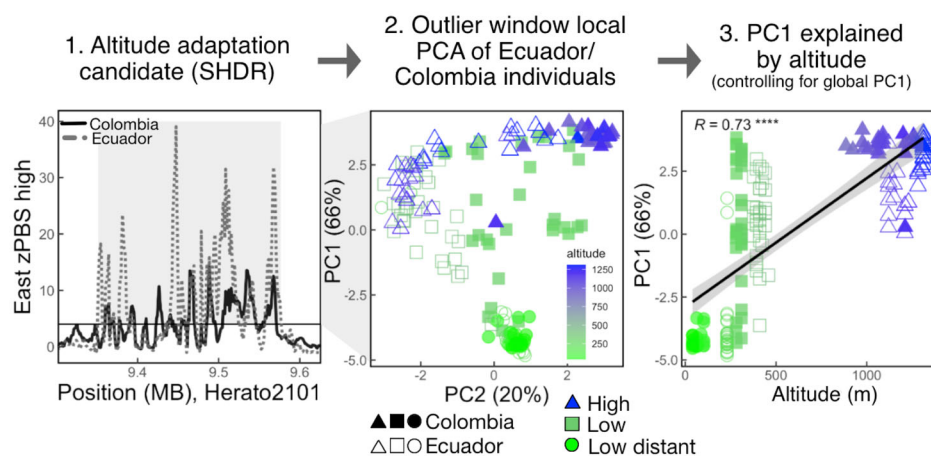 1. Altitude adaptation
candidate (SHDR)
2. Outlier window local
PCA of Ecuador/
Colombia individuals
3. PC1 explained
by altitude
(controlling for global PC1)
East zPBS high
40
30
20
10
0
Colombia
Ecuador
9.4
9.5
9.6
Position (MB), Herato2101
PC1 (66%)
2.5
0.0
-2.5
-5.0
altitude
1250
1000
750
500
250
-2
0
2
PC2 (20%)
PC1 (66%)
R = 0.73 ****
2.5
0.0
-2.5
-5.0
0
500
1000
Altitude (m)
Colombia
Ecuador
High
Low
Low distant